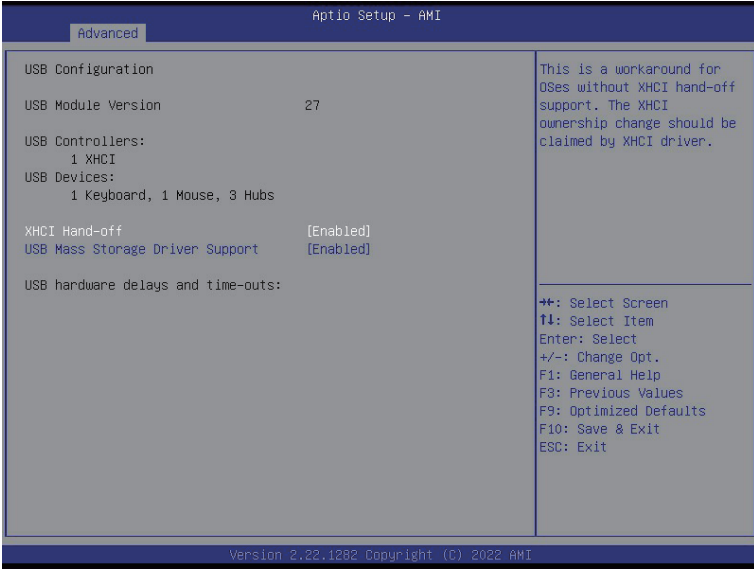 Aptio Setup – AMI
Advanced
USB Configuration
USB Module Version 27
USB Controllers:
1 XHCI
USB Devices:
1 Keyboard, 1 Mouse, 3 Hubs
XHCI Hand-off [Enabled]
USB Mass Storage Driver Support [Enabled]
USB hardware delays and time-outs:
This is a workaround for
OSes without XHCI hand-off
support. The XHCI
ownership change should be
claimed by XHCI driver.
→←: Select Screen
↑↓: Select Item
Enter: Select
+/-: Change Opt.
F1: General Help
F3: Previous Values
F9: Optimized Defaults
F10: Save & Exit
ESC: Exit
Version 2.22.1282 Copyright (C) 2022 AMI